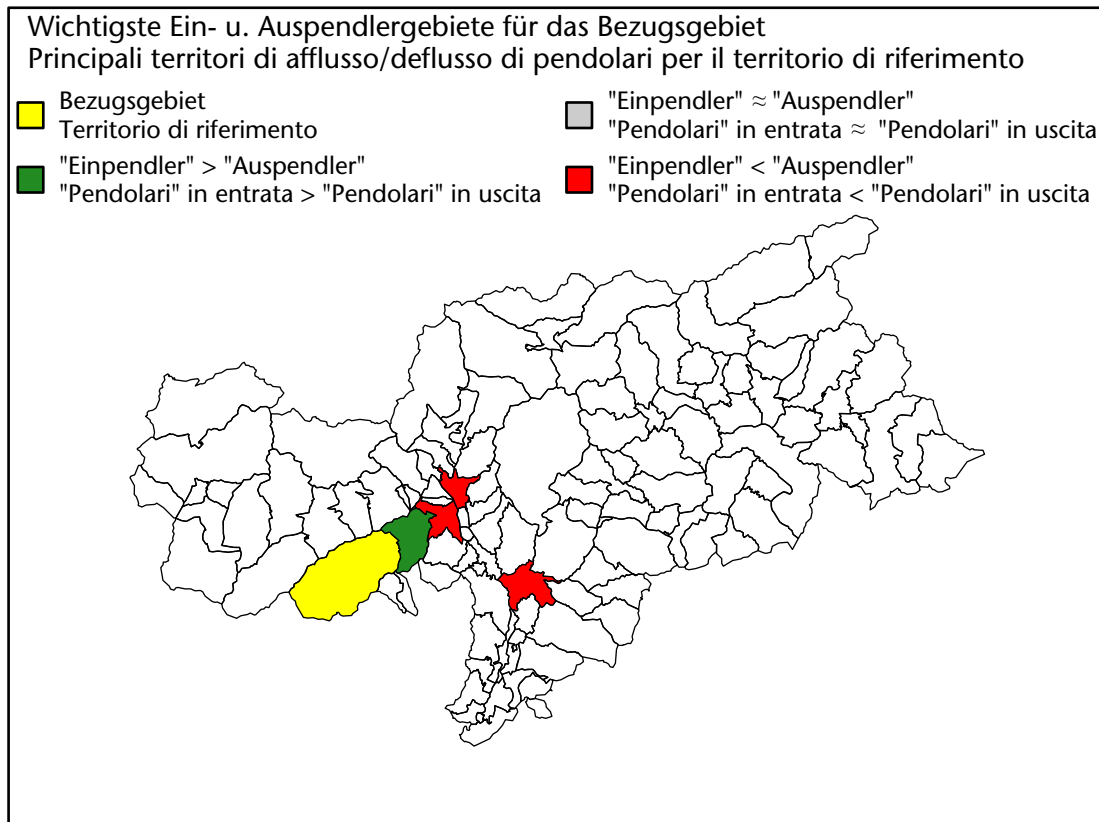 Wichtigste Ein- u. Auspendlergebiete für das Bezugsgebiet
Principali territori di afflusso/deflusso di pendolari per il territorio di riferimento
Bezugsgebiet
Territorio di riferimento
"Einpendler" > "Auspendler"
"Pendolari" in entrata > "Pendolari" in uscita
"Einpendler" ≈ "Auspendler"
"Pendolari" in entrata ≈ "Pendolari" in uscita
"Einpendler" < "Auspendler"
"Pendolari" in entrata < "Pendolari" in uscita